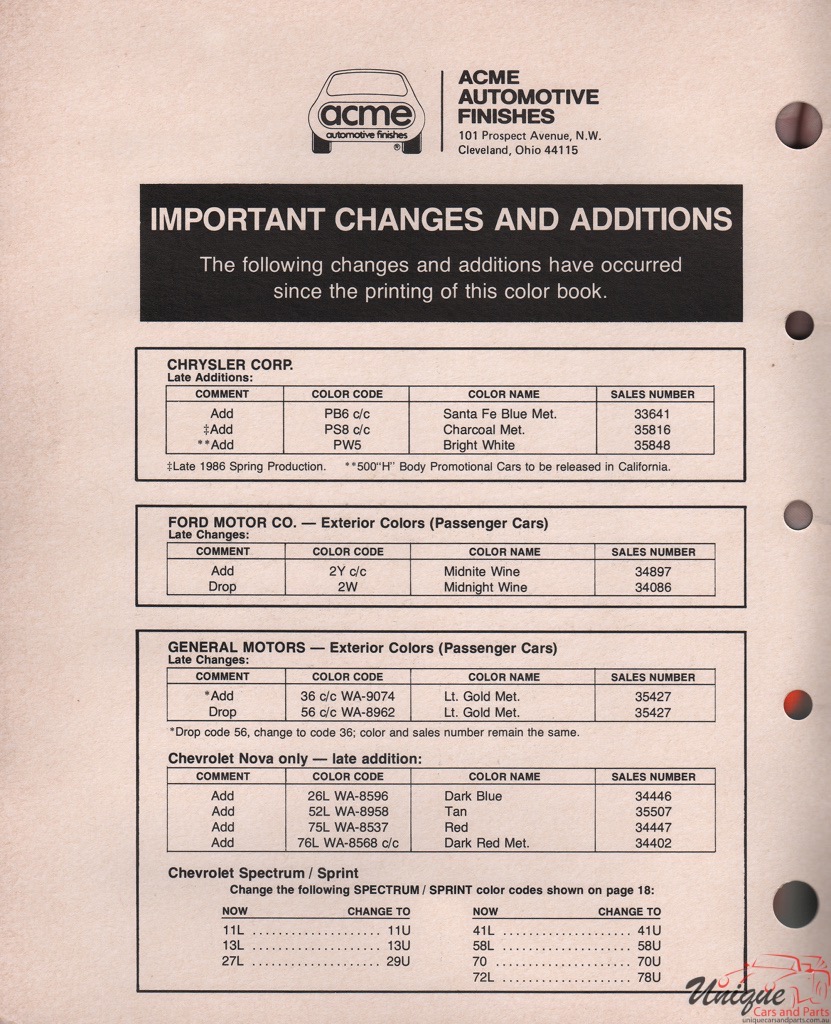 acme
automotive finishes
®
ACME
AUTOMOTIVE
FINISHES
101 Prospect Avenue, N.W.
Cleveland, Ohio 44115
IMPORTANT CHANGES AND ADDITIONS
The following changes and additions have occurred
since the printing of this color book.
CHRYSLER CORP.
Late Additions:
COMMENT COLOR CODE COLOR NAME SALES NUMBER
Add PB6 c/c Santa Fe Blue Met. 33641
‡Add PS8 c/c Charcoal Met. 35816
**Add PW5 Bright White 35848
‡Late 1986 Spring Production. **500"H" Body Promotional Cars to be released in California.
FORD MOTOR CO. — Exterior Colors (Passenger Cars)
Late Changes:
COMMENT COLOR CODE COLOR NAME SALES NUMBER
Add 2Y c/c Midnite Wine 34897
Drop 2W Midnight Wine 34086
GENERAL MOTORS — Exterior Colors (Passenger Cars)
Late Changes:
COMMENT COLOR CODE COLOR NAME SALES NUMBER
*Add 36 c/c WA-9074 Lt. Gold Met. 35427
Drop 56 c/c WA-8962 Lt. Gold Met. 35427
*Drop code 56, change to code 36; color and sales number remain the same.
Chevrolet Nova only — late addition:
COMMENT COLOR CODE COLOR NAME SALES NUMBER
Add 26L WA-8596 Dark Blue 34446
Add 52L WA-8958 Tan 35507
Add 75L WA-8537 Red 34447
Add 76L WA-8568 c/c Dark Red Met. 34402
Chevrolet Spectrum / Sprint
Change the following SPECTRUM / SPRINT color codes shown on page 18:
NOW CHANGE TO NOW CHANGE TO
11L .................... 11U 41L .................... 41U
13L .................... 13U 58L .................... 58U
27L .................... 29U 70 .................... 70U
72L .................... 78U
Unique
Cars and Parts
uniquecarsandparts.com.au